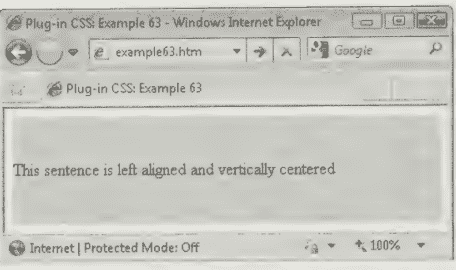 Plug-in CSS: Example 63 - Windows Internet Explorer
example63.htm Google
Plug-in CSS: Example 63
This sentence is left aligned and vertically centered
Internet | Protected Mode: Off 100%